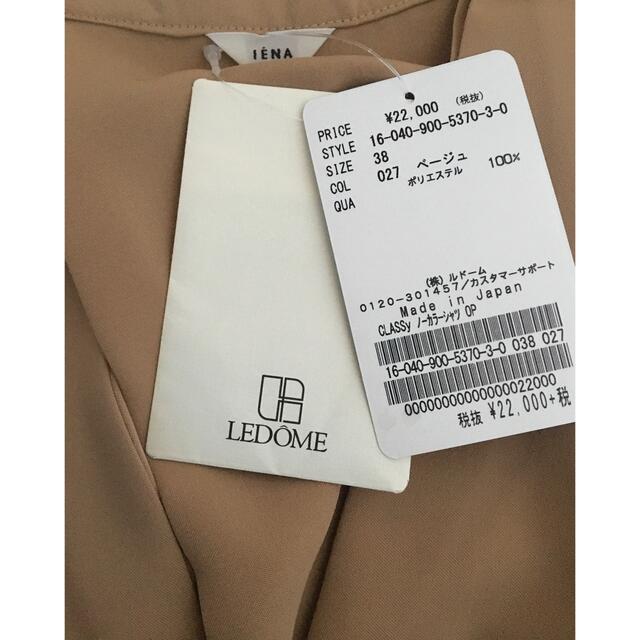 IÉNA
LEDÔME
PRICE ¥22,000 (税抜)
STYLE 16-040-900-5370-3-0
SIZE 38
COL 027 ベージュ
QUA ポリエステル 100%
(株)ルドーム
0120-301457/カスタマーサポート
Made in Japan
CLASSy ノーカラーシャツ OP
16-040-900-5370-3-0 038 027
0000000000000022000
税抜 ¥22,000+税